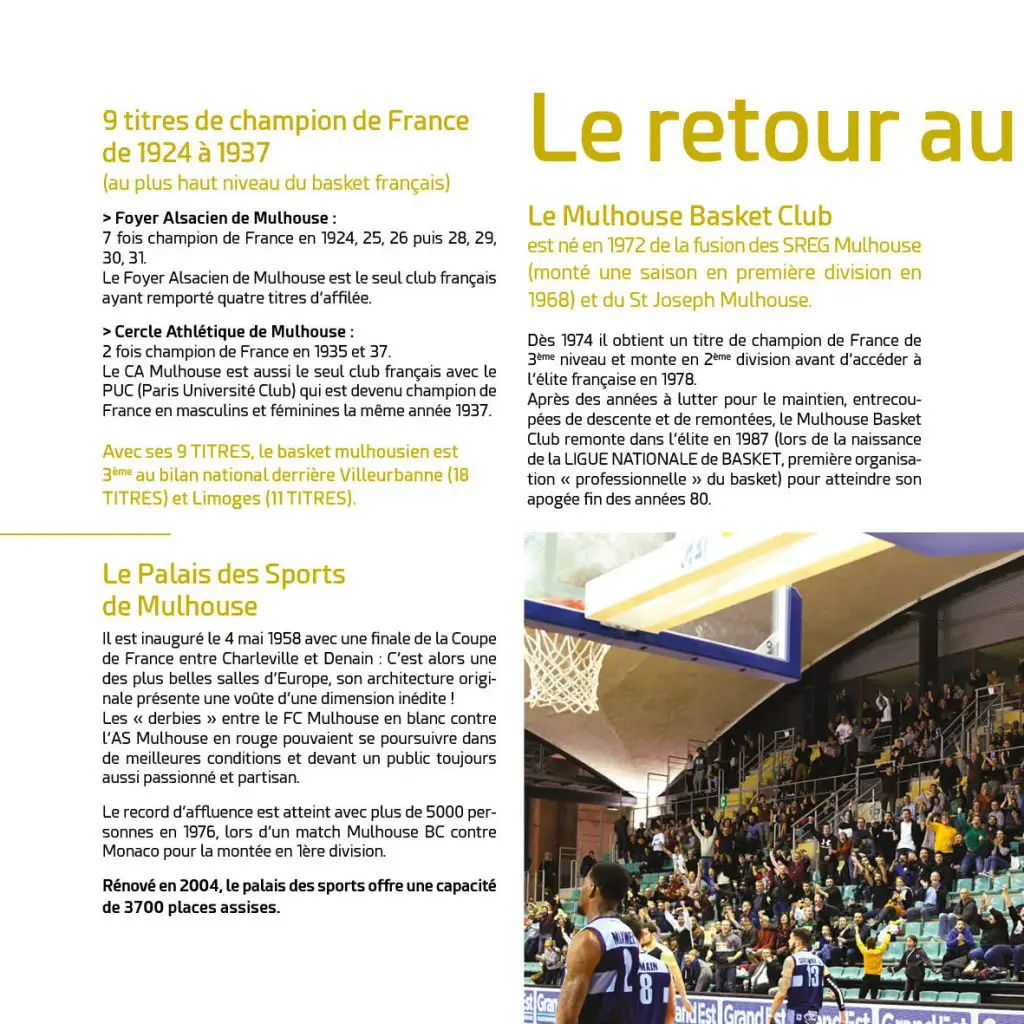 9 titres de champion de France
de 1924 à 1937
(au plus haut niveau du basket français)
> Foyer Alsacien de Mulhouse :
7 fois champion de France en 1924, 25, 26 puis 28, 29,
30, 31.
Le Foyer Alsacien de Mulhouse est le seul club français
ayant remporté quatre titres d'affilée.
> Cercle Athlétique de Mulhouse :
2 fois champion de France en 1935 et 37.
Le CA Mulhouse est aussi le seul club français avec le
PUC (Paris Université Club) qui est devenu champion de
France en masculins et féminines la même année 1937.
Avec ses 9 TITRES, le basket mulhousien est
3ème au bilan national derrière Villeurbanne (18
TITRES) et Limoges (11 TITRES).
Le Palais des Sports
de Mulhouse
Il est inauguré le 4 mai 1958 avec une finale de la Coupe
de France entre Charleville et Denain : C'est alors une
des plus belles salles d'Europe, son architecture origi-
nale présente une voûte d'une dimension inédite !
Les « derbies » entre le FC Mulhouse en blanc contre
l'AS Mulhouse en rouge pouvaient se poursuivre dans
de meilleures conditions et devant un public toujours
aussi passionné et partisan.
Le record d'affluence est atteint avec plus de 5000 per-
sonnes en 1976, lors d'un match Mulhouse BC contre
Monaco pour la montée en 1ère division.
Rénové en 2004, le palais des sports offre une capacité
de 3700 places assises.
Le retour au
Le Mulhouse Basket Club
est né en 1972 de la fusion des SREG Mulhouse
(monté une saison en première division en
1968) et du St Joseph Mulhouse.
Dès 1974 il obtient un titre de champion de France de
3ème niveau et monte en 2ème division avant d'accéder à
l'élite française en 1978.
Après des années à lutter pour le maintien, entrecou-
pées de descente et de remontées, le Mulhouse Basket
Club remonte dans l'élite en 1987 (lors de la naissance
de la LIGUE NATIONALE de BASKET, première organisa-
tion « professionnelle » du basket) pour atteindre son
apogée fin des années 80.
2
MAIN
8
13
Grand Est
Grand Est